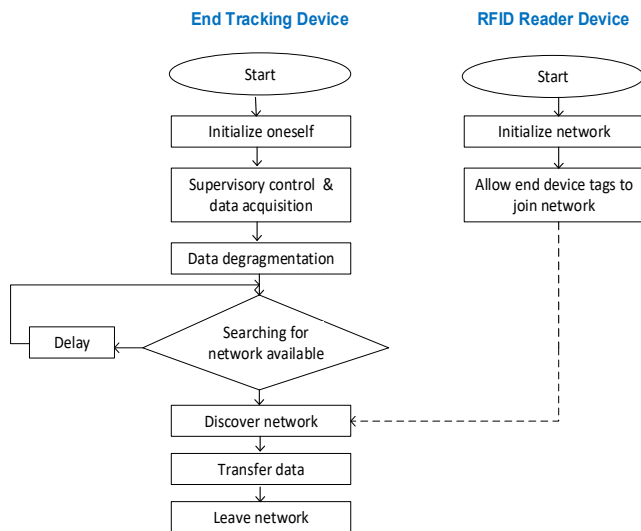 End Tracking Device
Start
Initialize oneself
Supervisory control &
data acquisition
Data degragmentation
Searching for
network available
Delay
Discover network
Transfer data
Leave network
RFID Reader Device
Start
Initialize network
Allow end device tags to
join network